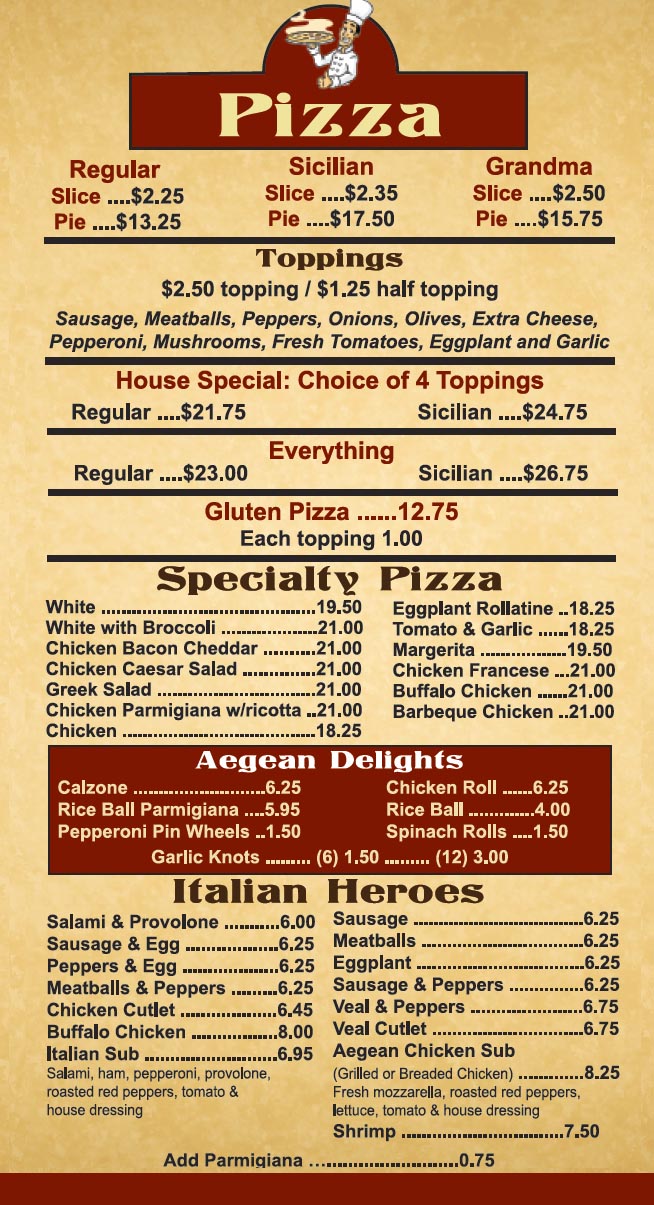 Pizza
Regular
Slice ....$2.25
Pie ....$13.25
Sicilian
Slice ....$2.35
Pie ....$17.50
Grandma
Slice ....$2.50
Pie ....$15.75
Toppings
$2.50 topping / $1.25 half topping
Sausage, Meatballs, Peppers, Onions, Olives, Extra Cheese,
Pepperoni, Mushrooms, Fresh Tomatoes, Eggplant and Garlic
House Special: Choice of 4 Toppings
Regular ....$21.75 Sicilian ....$24.75
Everything
Regular ....$23.00 Sicilian ....$26.75
Gluten Pizza ......12.75
Each topping 1.00
Specialty Pizza
White .....................................19.50
White with Broccoli .................21.00
Chicken Bacon Cheddar .........21.00
Chicken Caesar Salad .............21.00
Greek Salad ............................21.00
Chicken Parmigiana w/ricotta ..21.00
Chicken ..................................18.25
Eggplant Rollatine ..18.25
Tomato & Garlic ......18.25
Margerita ....................19.50
Chicken Francese ...21.00
Buffalo Chicken ......21.00
Barbeque Chicken ..21.00
Aegean Delights
Calzone .......................6.25
Rice Ball Parmigiana ....5.95
Pepperoni Pin Wheels ..1.50
Chicken Roll ......6.25
Rice Ball .............4.00
Spinach Rolls ....1.50
Garlic Knots ......... (6) 1.50 ......... (12) 3.00
Italian Heroes
Salami & Provolone ..........6.00
Sausage & Egg ................6.25
Peppers & Egg .................6.25
Meatballs & Peppers ........6.25
Chicken Cutlet .................6.45
Buffalo Chicken ...............8.00
Italian Sub .......................6.95
Salami, ham, pepperoni, provolone,
roasted red peppers, tomato &
house dressing
Sausage ..............................6.25
Meatballs ............................6.25
Eggplant .............................6.25
Sausage & Peppers .............6.25
Veal & Peppers ....................6.75
Veal Cutlet ...........................6.75
Aegean Chicken Sub
(Grilled or Breaded Chicken) ............8.25
Fresh mozzarella, roasted red peppers,
lettuce, tomato & house dressing
Shrimp ............................7.50
Add Parmigiana ..........................0.75